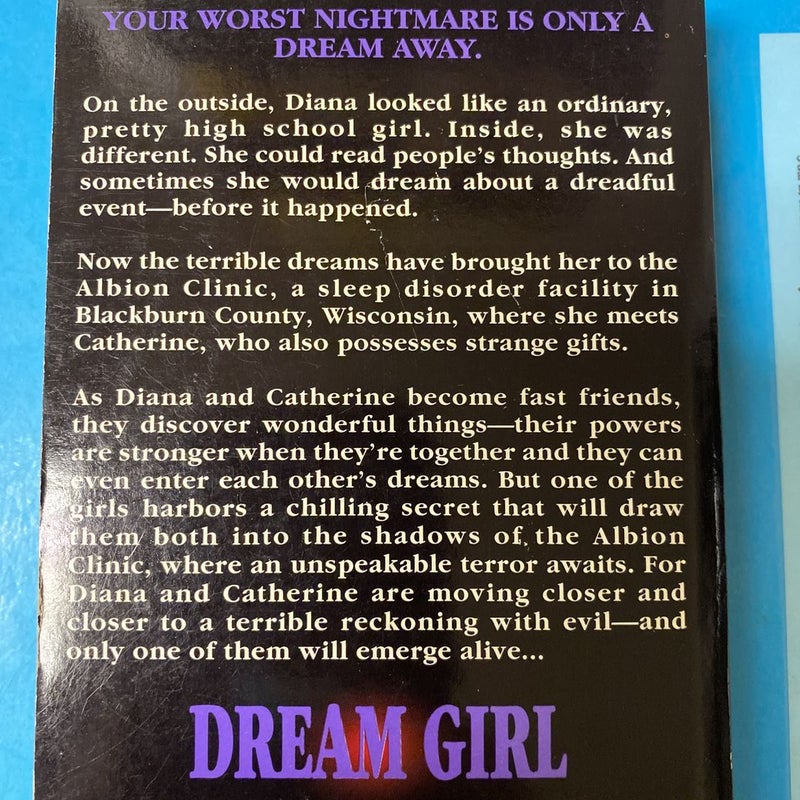 YOUR WORST NIGHTMARE IS ONLY A
DREAM AWAY.
On the outside, Diana looked like an ordinary,
pretty high school girl. Inside, she was
different. She could read people's thoughts. And
sometimes she would dream about a dreadful
event—before it happened.
Now the terrible dreams have brought her to the
Albion Clinic, a sleep disorder facility in
Blackburn County, Wisconsin, where she meets
Catherine, who also possesses strange gifts.
As Diana and Catherine become fast friends,
they discover wonderful things—their powers
are stronger when they're together and they can
even enter each other's dreams. But one of the
girls harbors a chilling secret that will draw
them both into the shadows of the Albion
Clinic, where an unspeakable terror awaits. For
Diana and Catherine are moving closer and
closer to a terrible reckoning with evil—and
only one of them will emerge alive...
DREAM GIRL